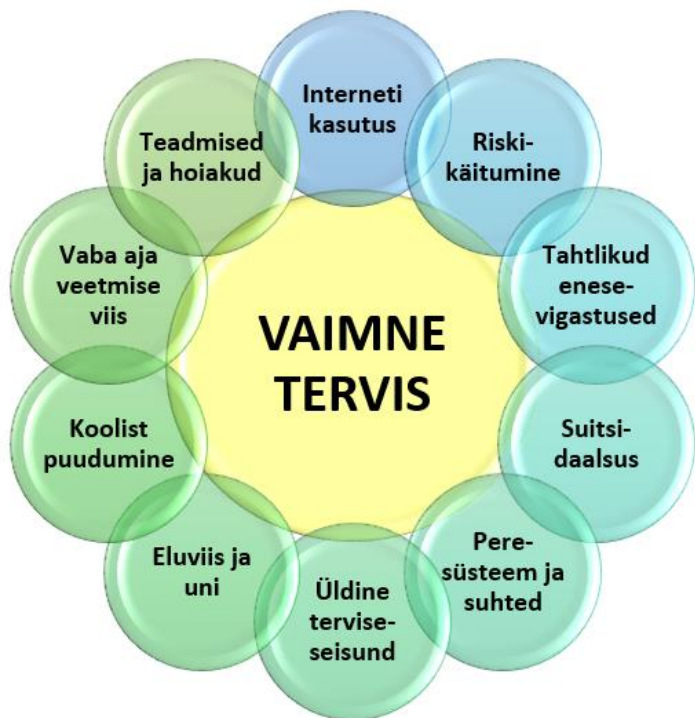 VAIMNE
TERVIS
Interneti
kasutus
Riski-
käitumine
Tahtlikud
enese-
vigastused
Suitsi-
daalsus
Pere-
süsteem ja
suhted
Üldine
tervise-
seisund
Eluviis ja
uni
Koolist
puudumine
Vaba aja
veetmise
viis
Teadmised
ja hoiakud